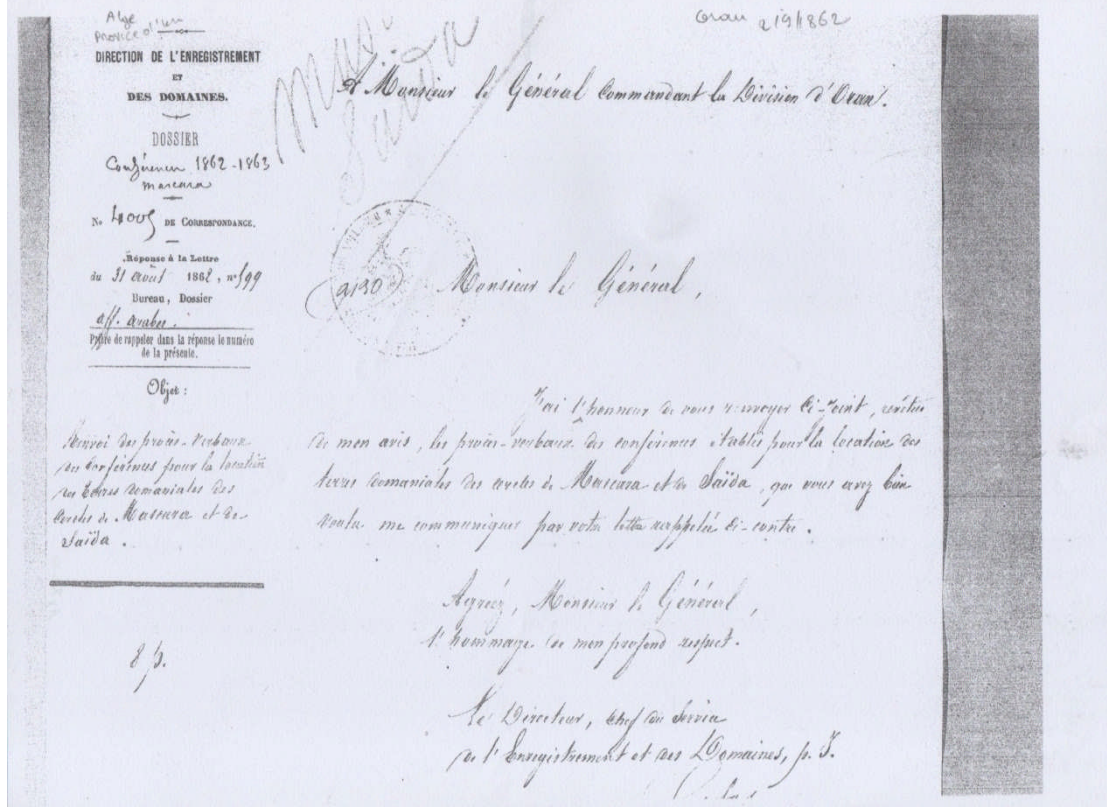 Alge
Province d'
Oran 2/9/1862
DIRECTION DE L'ENREGISTREMENT
ET
DES DOMAINES.
DOSSIER
Conférences 1862-1863
mascara
No 4005 DE CORRESPONDANCE.
Réponse à la Lettre
du 31 août 1862, no 599
Bureau, Dossier
aff. arabes.
Prière de rappeler dans la réponse le numéro
de la présente.
Objet :
Renvoi des procès-verbaux
des conférences pour la location
des terres domaniales des
cercles de Mascara et de
Saïda.
8 p.
Saïda
A Monsieur le Général Commandant la Division d'Oran.
2130
Monsieur le Général,
J'ai l'honneur de vous renvoyer ci-joint, revêtus
de mon avis, les procès-verbaux des conférences établis pour la location des
terres domaniales des cercles de Mascara et de Saïda, que vous avez bien
voulu me communiquer par votre lettre rappelée ci-contre.
Agréez, Monsieur le Général,
l'hommage de mon profond respect.
Le Directeur, chef du Service
de l'Enregistrement et des Domaines, p. I.